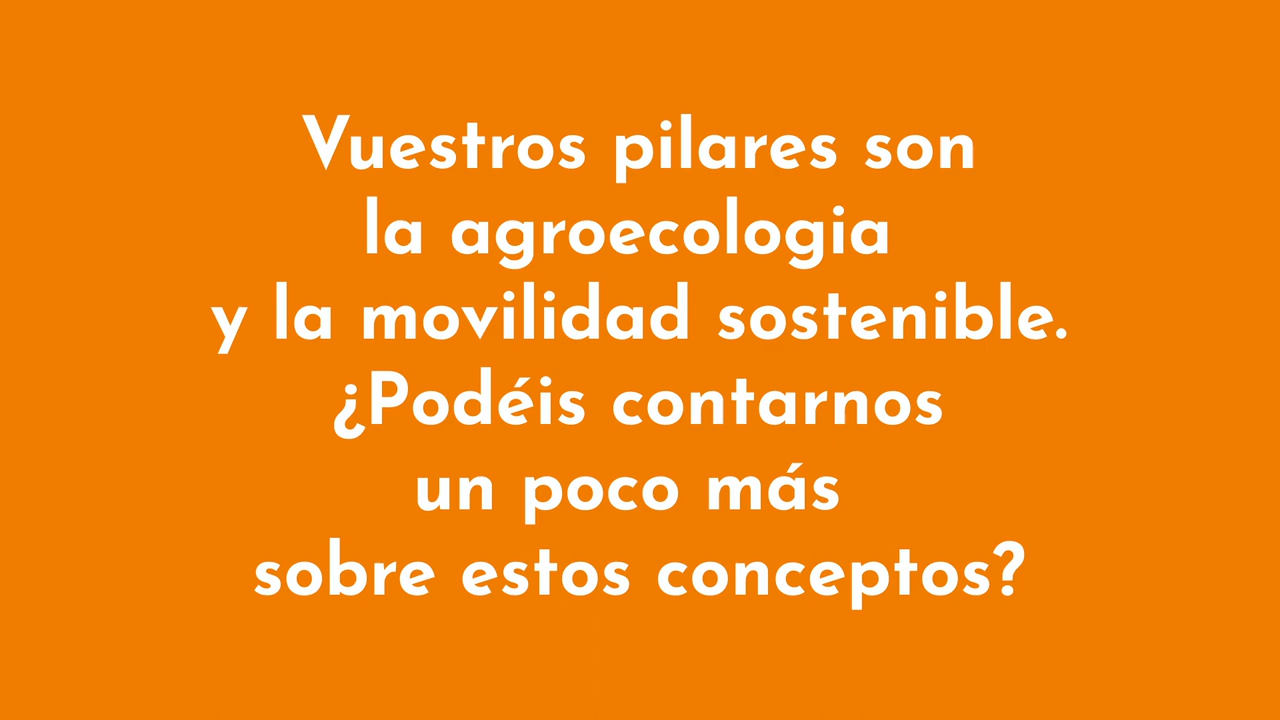 Vuestros pilares son
la agroecologia
y la movilidad sostenible.
¿Podéis contarnos
un poco más
sobre estos conceptos?